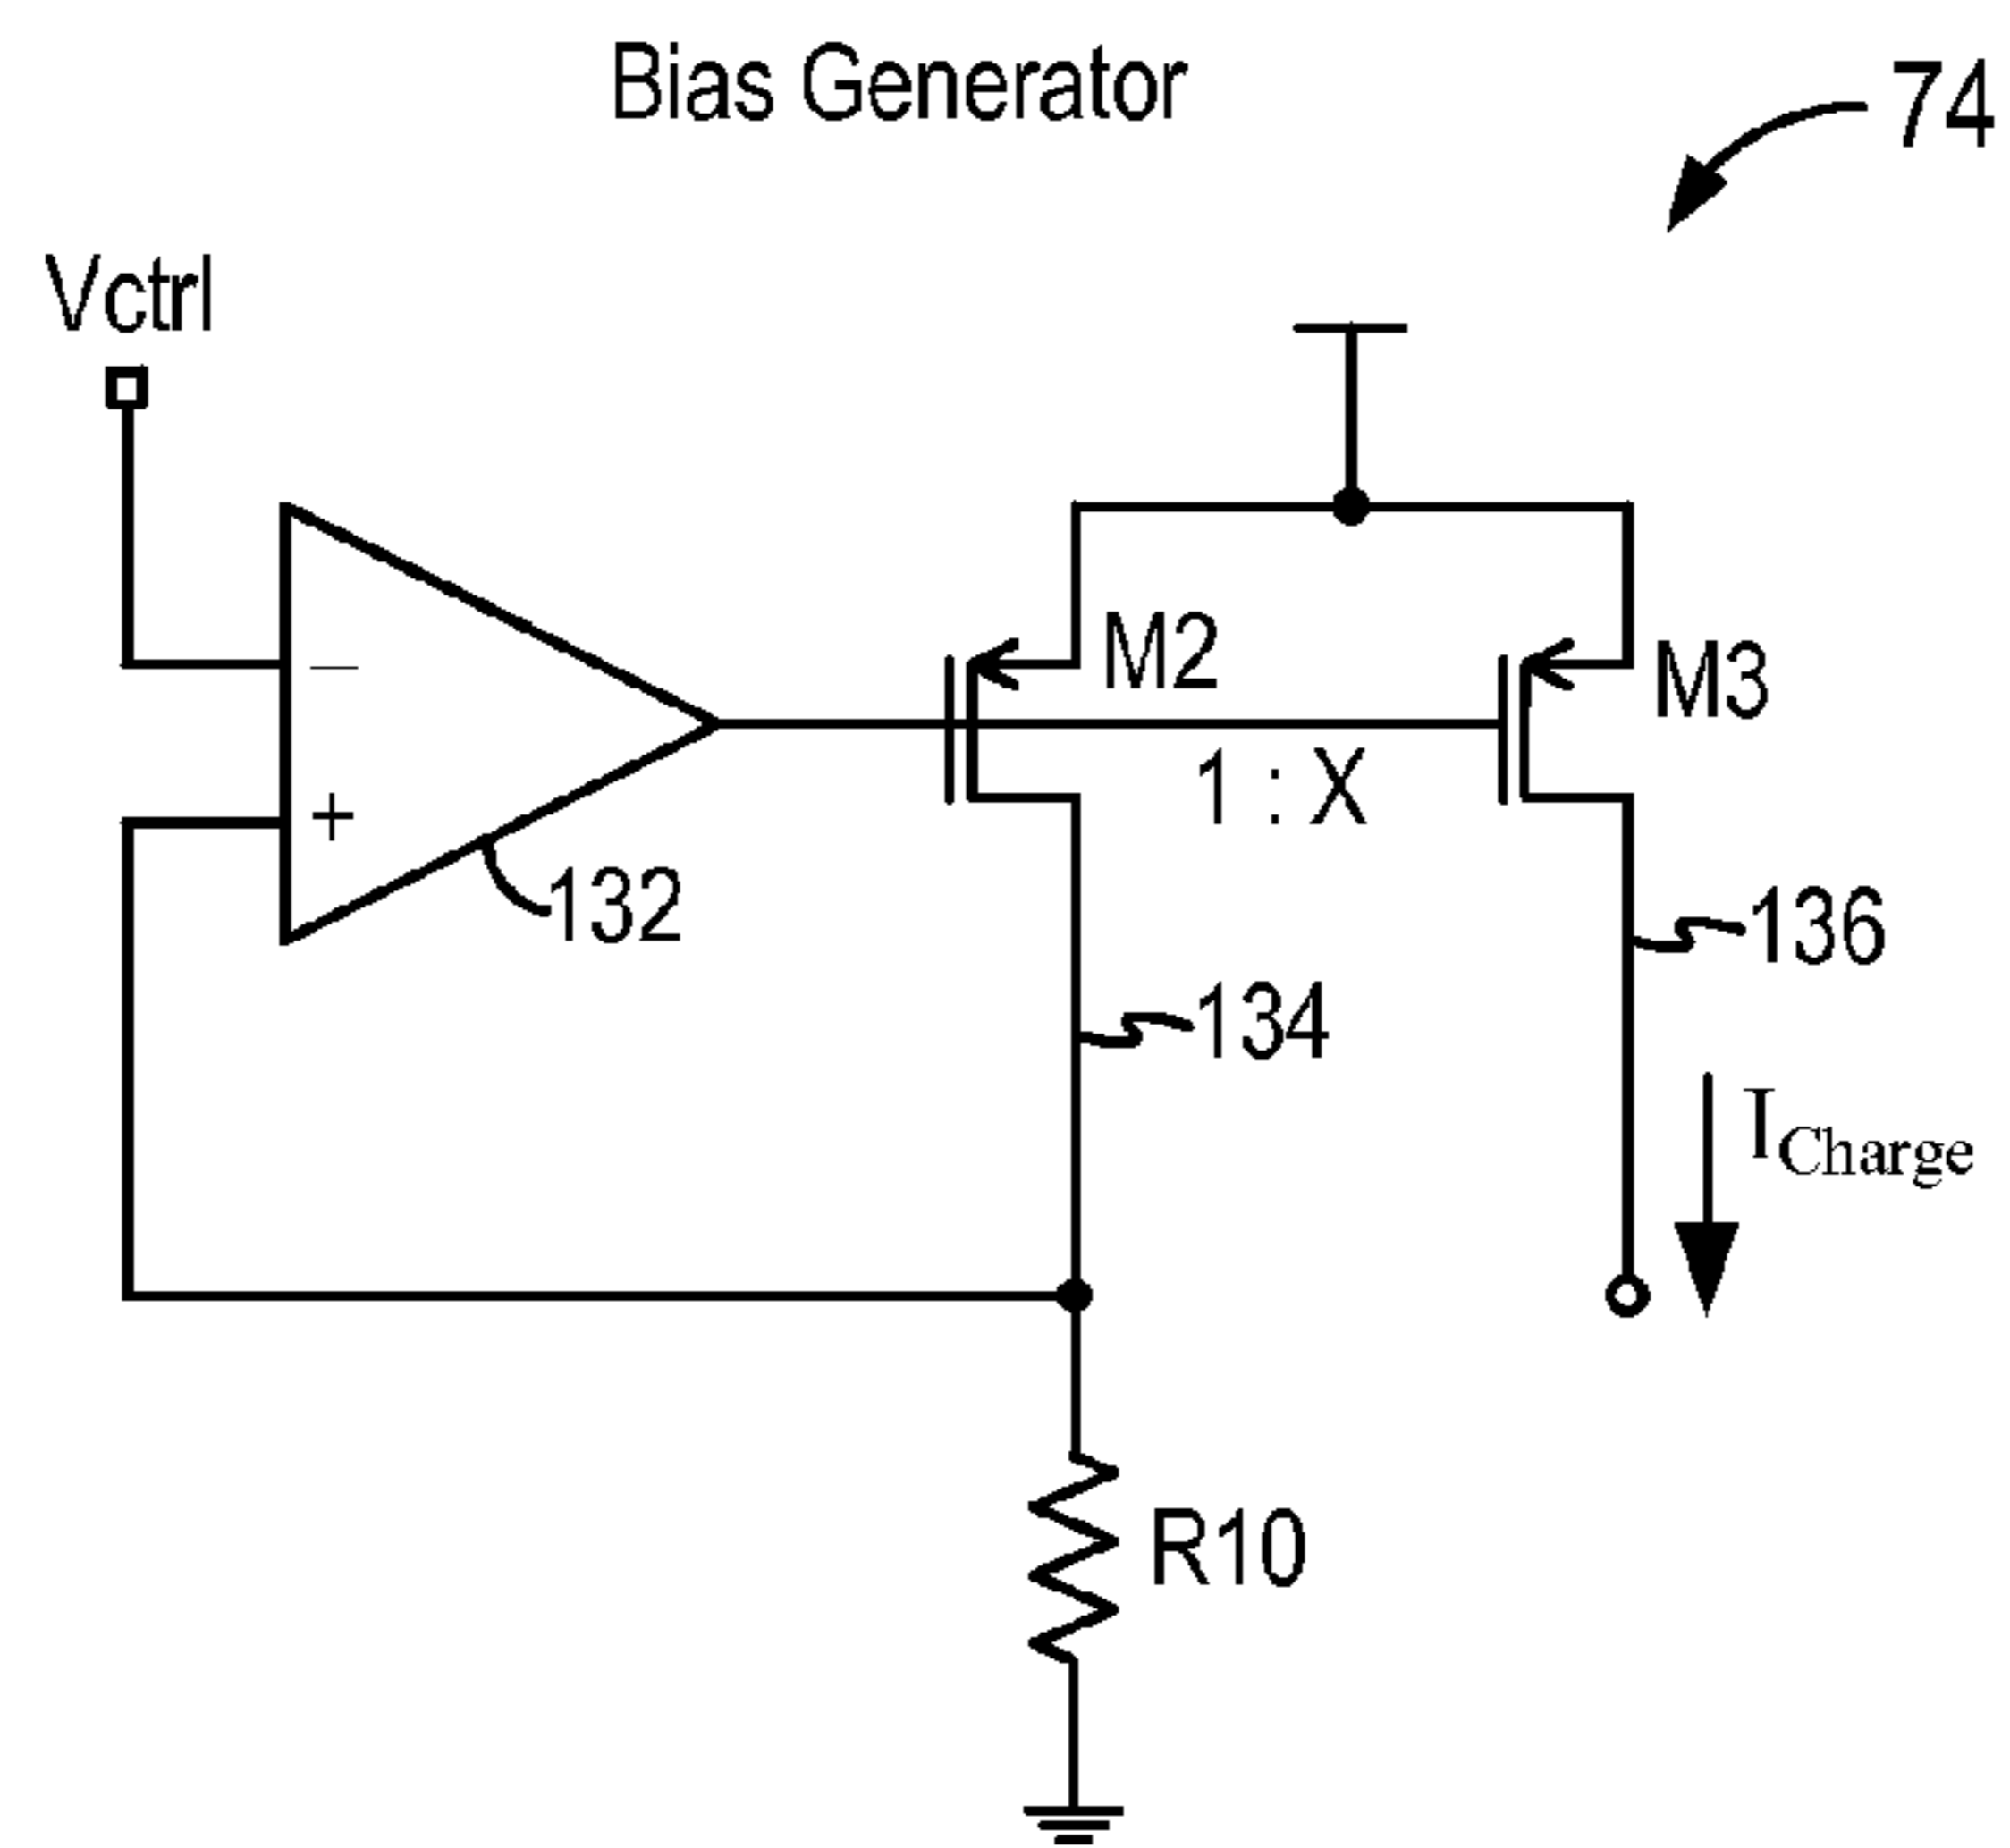 Bias Generator
74
Vctrl
M2
M3
−
1 : X
+
132
136
134
ICharge
R10